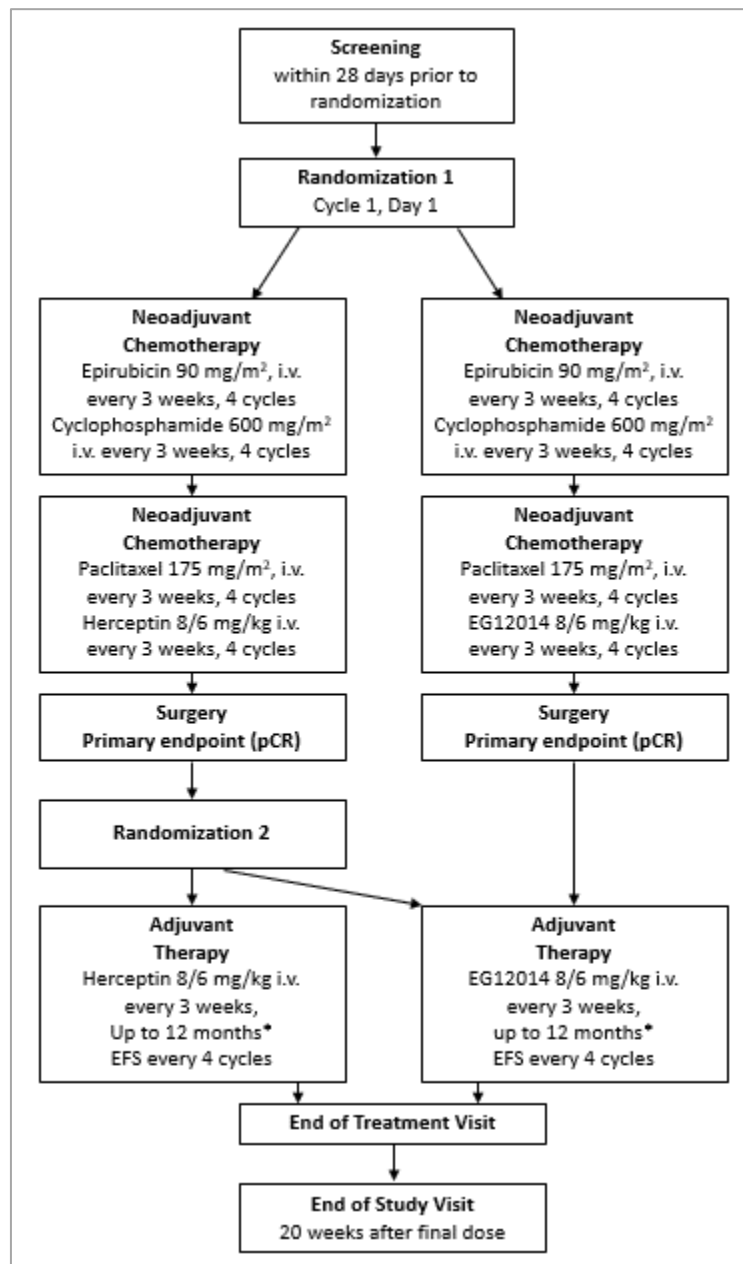 Screening
within 28 days prior to
randomization
Randomization 1
Cycle 1, Day 1
Neoadjuvant
Chemotherapy
Epirubicin 90 mg/m², i.v.
every 3 weeks, 4 cycles
Cyclophosphamide 600 mg/m²
i.v. every 3 weeks, 4 cycles
Neoadjuvant
Chemotherapy
Epirubicin 90 mg/m², i.v.
every 3 weeks, 4 cycles
Cyclophosphamide 600 mg/m²
i.v. every 3 weeks, 4 cycles
Neoadjuvant
Chemotherapy
Paclitaxel 175 mg/m², i.v.
every 3 weeks, 4 cycles
Herceptin 8/6 mg/kg i.v.
every 3 weeks, 4 cycles
Neoadjuvant
Chemotherapy
Paclitaxel 175 mg/m², i.v.
every 3 weeks, 4 cycles
EG12014 8/6 mg/kg i.v.
every 3 weeks, 4 cycles
Surgery
Primary endpoint (pCR)
Surgery
Primary endpoint (pCR)
Randomization 2
Adjuvant
Therapy
Herceptin 8/6 mg/kg i.v.
every 3 weeks,
Up to 12 months*
EFS every 4 cycles
Adjuvant
Therapy
EG12014 8/6 mg/kg i.v.
every 3 weeks,
up to 12 months*
EFS every 4 cycles
End of Treatment Visit
End of Study Visit
20 weeks after final dose